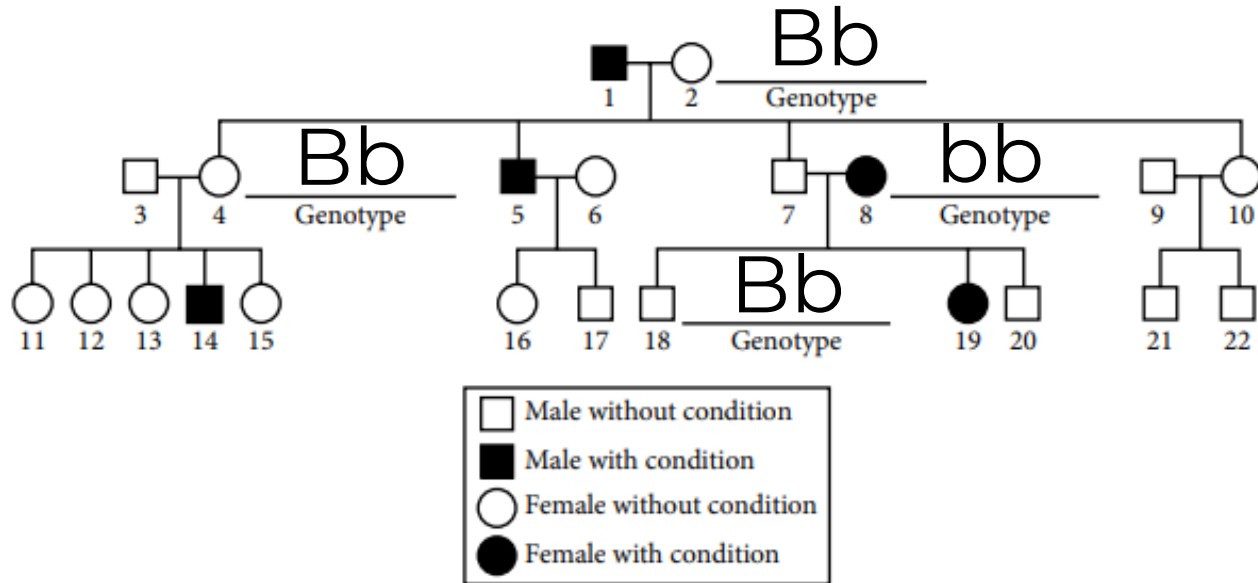 Bb
1 2 Genotype
Bb bb
3 4 Genotype 5 6 7 8 Genotype 9 10
Bb
11 12 13 14 15 16 17 18 Genotype 19 20 21 22
Male without condition
Male with condition
Female without condition
Female with condition